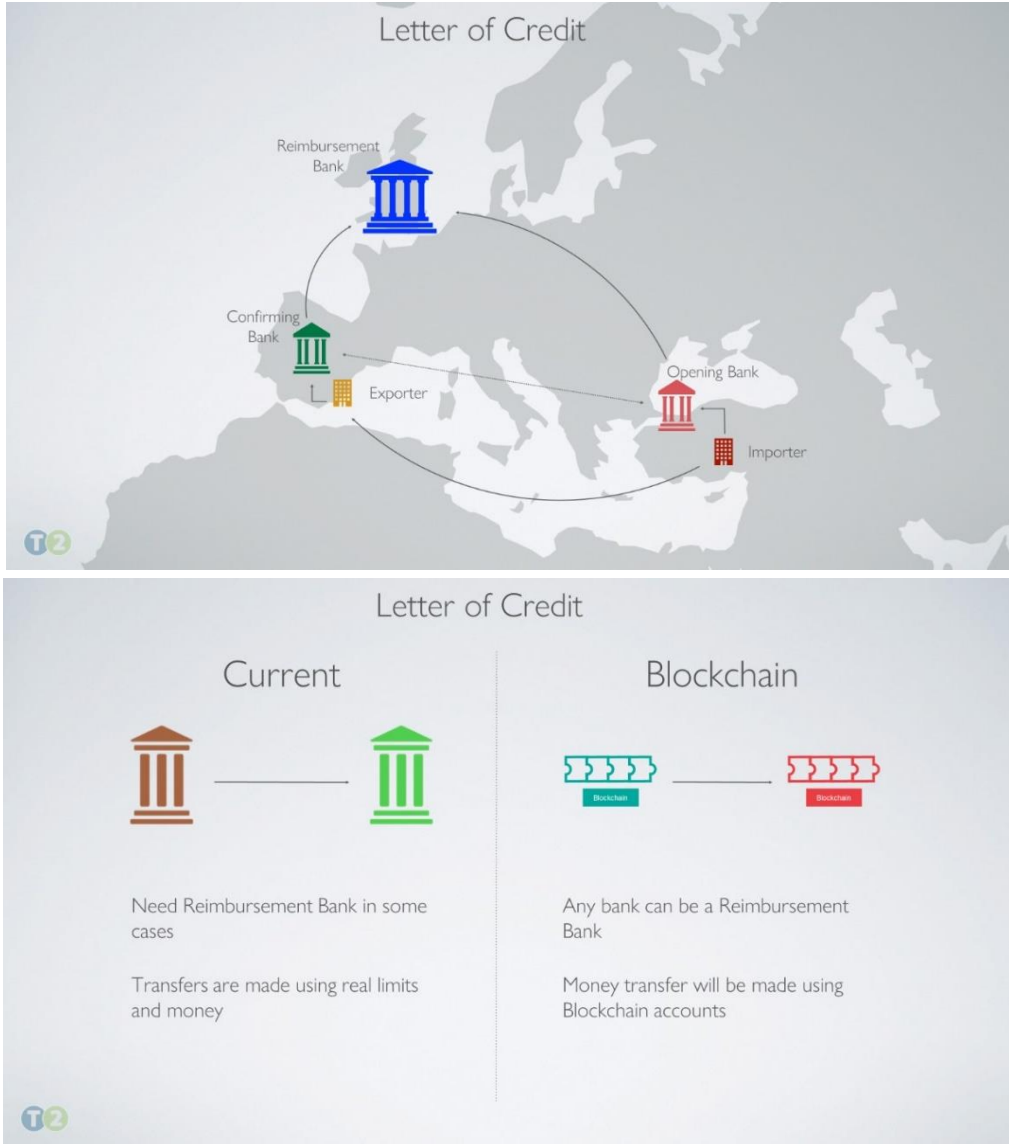 Letter of Credit
Reimbursement
Bank
Confirming
Bank
Exporter
Opening Bank
Importer
T2
Letter of Credit
Current
Blockchain
Blockchain
Blockchain
Need Reimbursement Bank in some
cases
Transfers are made using real limits
and money
Any bank can be a Reimbursement
Bank
Money transfer will be made using
Blockchain accounts
T2